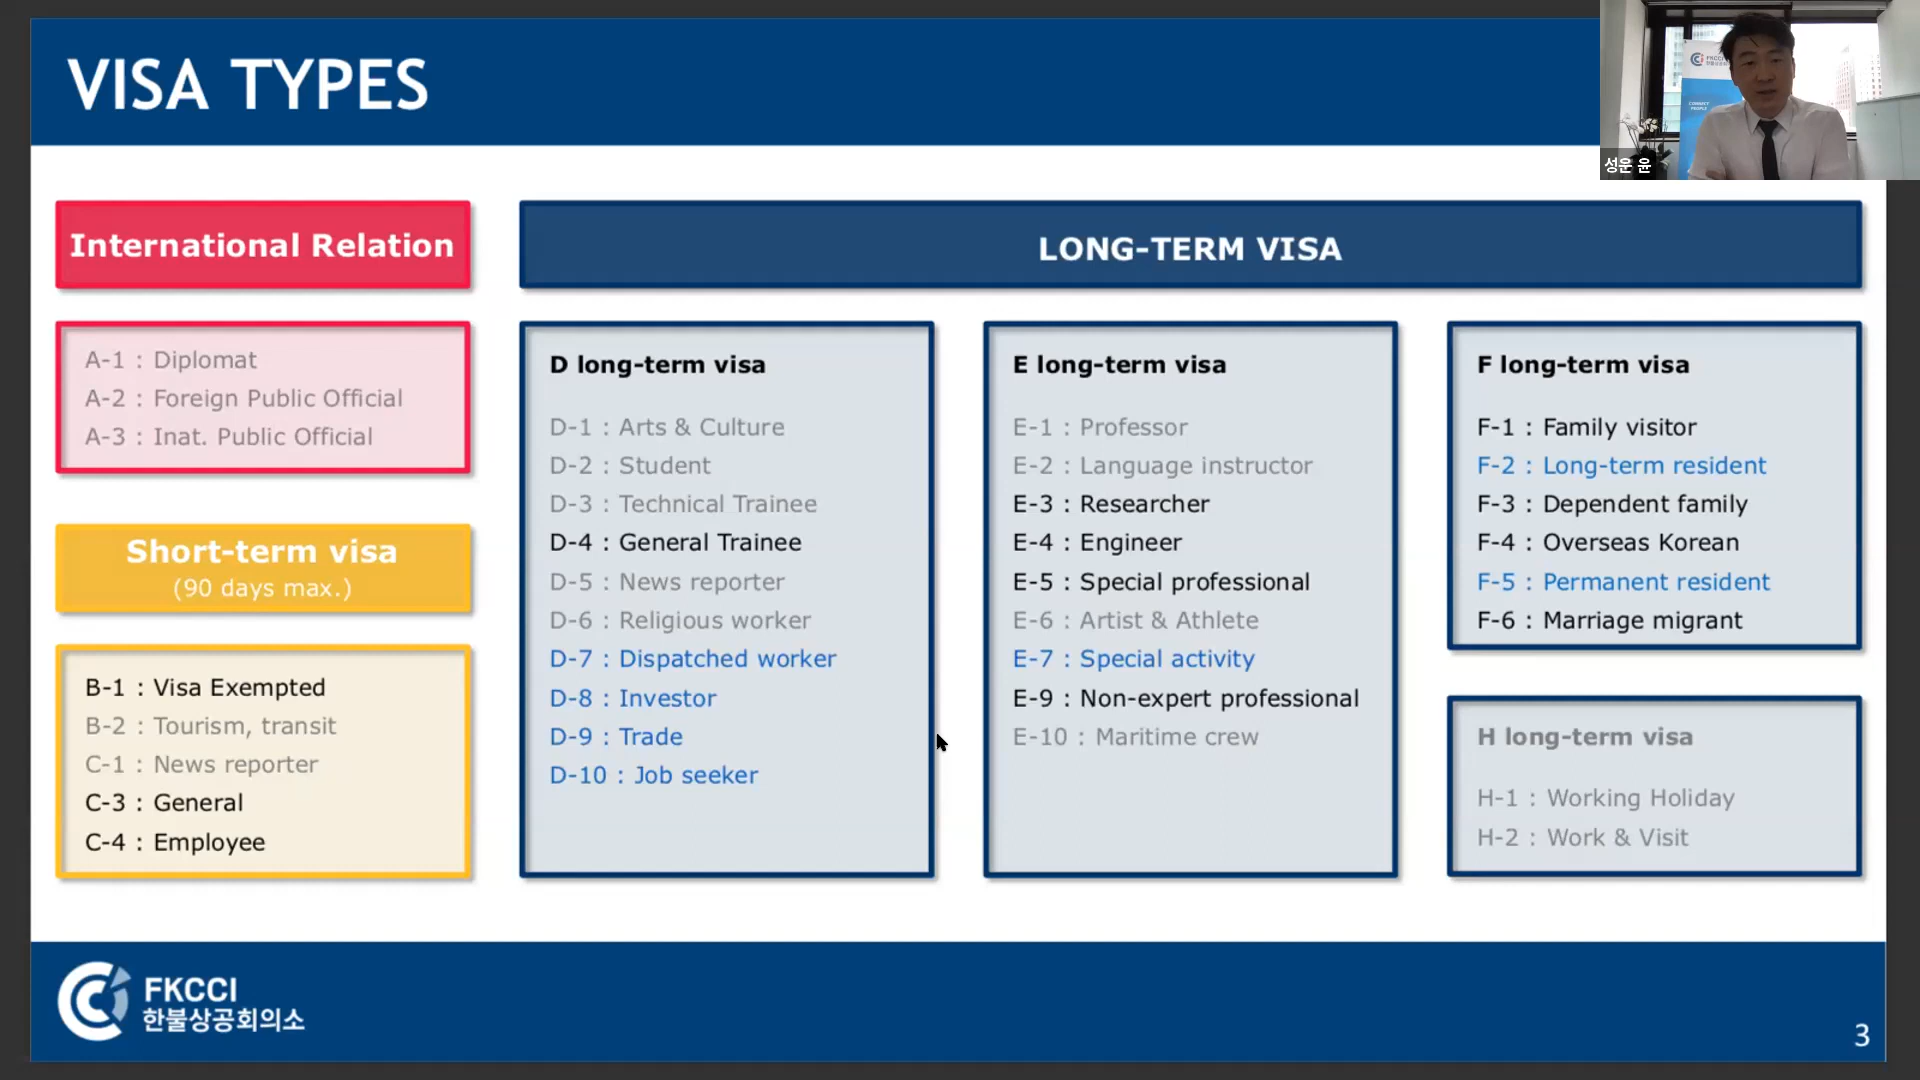 VISA TYPES
성운 윤
International Relation
A-1 : Diplomat
A-2 : Foreign Public Official
A-3 : Inat. Public Official
Short-term visa
(90 days max.)
B-1 : Visa Exempted
B-2 : Tourism, transit
C-1 : News reporter
C-3 : General
C-4 : Employee
LONG-TERM VISA
D long-term visa
D-1 : Arts & Culture
D-2 : Student
D-3 : Technical Trainee
D-4 : General Trainee
D-5 : News reporter
D-6 : Religious worker
D-7 : Dispatched worker
D-8 : Investor
D-9 : Trade
D-10 : Job seeker
E long-term visa
E-1 : Professor
E-2 : Language instructor
E-3 : Researcher
E-4 : Engineer
E-5 : Special professional
E-6 : Artist & Athlete
E-7 : Special activity
E-9 : Non-expert professional
E-10 : Maritime crew
F long-term visa
F-1 : Family visitor
F-2 : Long-term resident
F-3 : Dependent family
F-4 : Overseas Korean
F-5 : Permanent resident
F-6 : Marriage migrant
H long-term visa
H-1 : Working Holiday
H-2 : Work & Visit
FKCCI
한불상공회의소
3